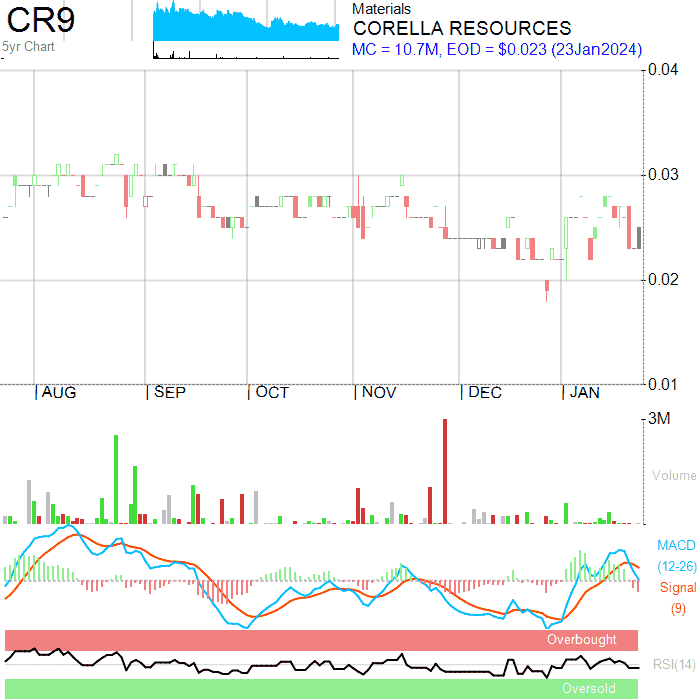 CR9
5yr Chart
Materials
CORELLA RESOURCES
MC = 10.7M, EOD = $0.023 (23Jan2024)
0.04
0.03
0.02
0.01
AUG
SEP
OCT
NOV
DEC
JAN
3M
Volume
MACD
(12-26)
Signal
(9)
Overbought
RSI(14)
Oversold